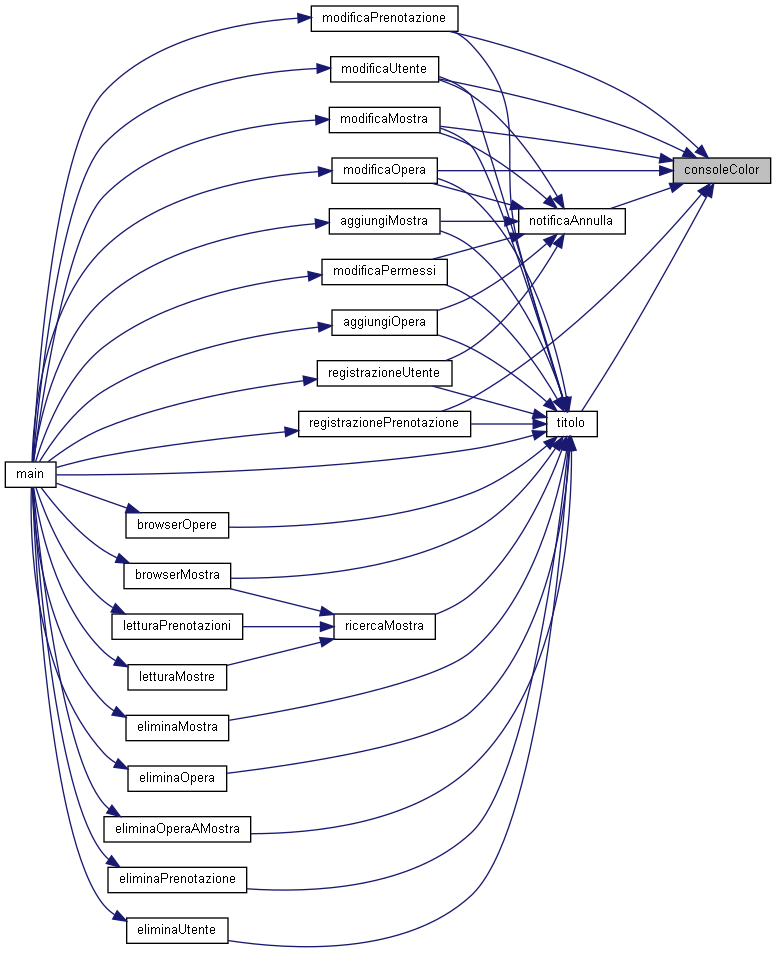 modificaPrenotazione
modificaUtente
modificaMostra
modificaOpera
consoleColor
aggiungiMostra
notificaAnnulla
modificaPermessi
aggiungiOpera
registrazioneUtente
registrazionePrenotazione
titolo
main
browserOpere
browserMostra
letturaPrenotazioni
ricercaMostra
letturaMostre
eliminaMostra
eliminaOpera
eliminaOperaAMostra
eliminaPrenotazione
eliminaUtente